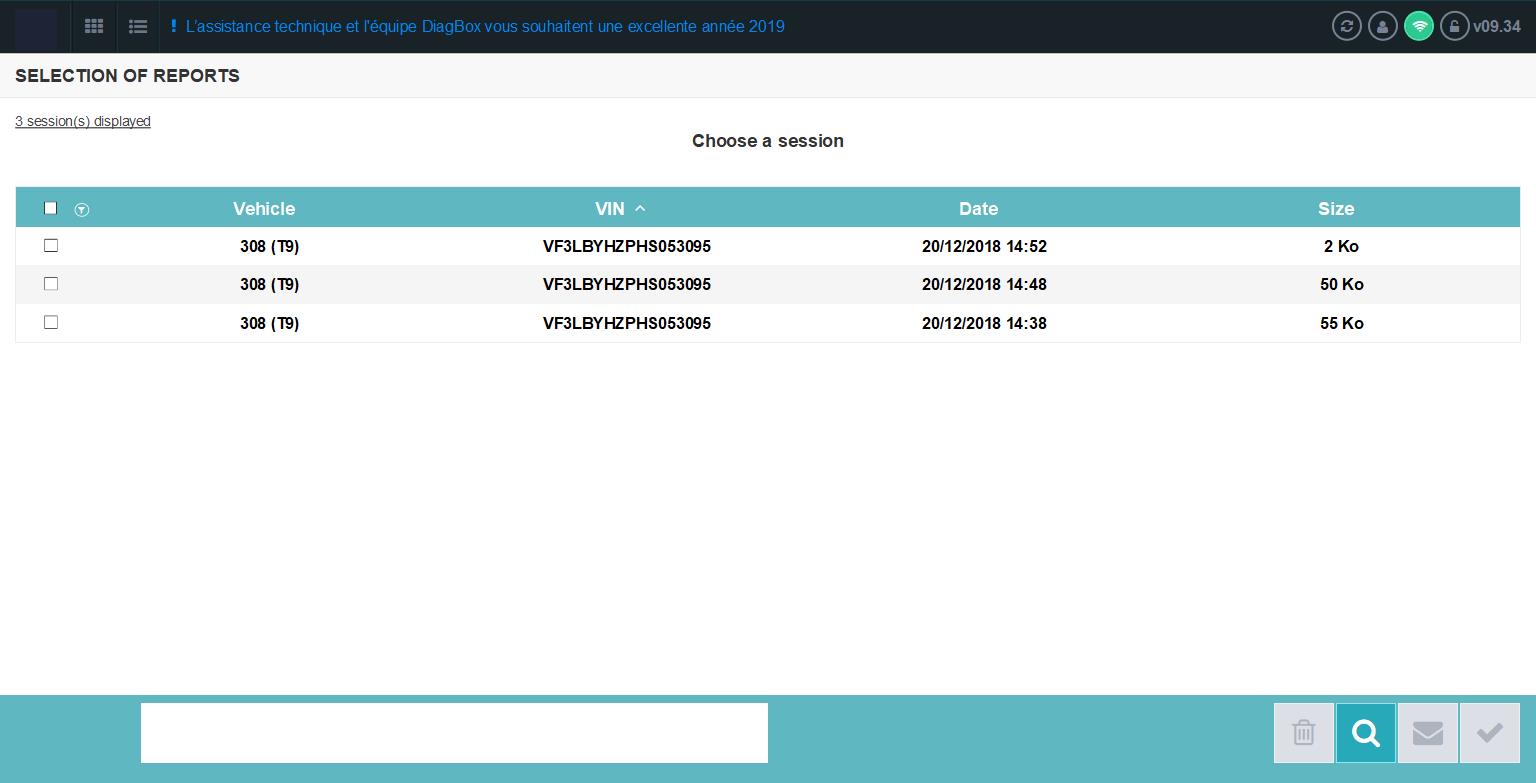 ! L'assistance technique et l'équipe DiagBox vous souhaitent une excellente année 2019 v09.34
SELECTION OF REPORTS
3 session(s) displayed
Choose a session
Vehicle VIN Date Size
308 (T9) VF3LBYHZPHS053095 20/12/2018 14:52 2 Ko
308 (T9) VF3LBYHZPHS053095 20/12/2018 14:48 50 Ko
308 (T9) VF3LBYHZPHS053095 20/12/2018 14:38 55 Ko